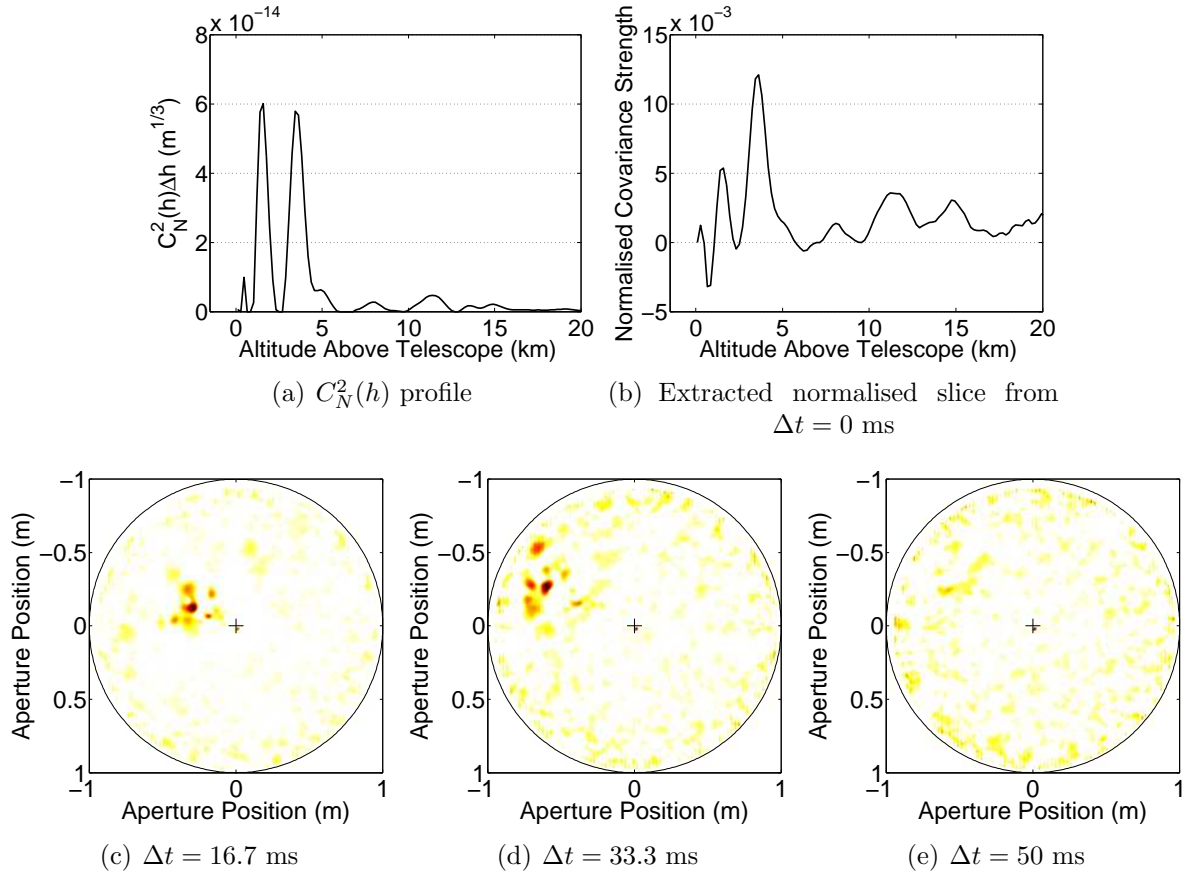 x 10⁻¹⁴
8
6
4
2
0
C_N²(h)Δh (m^{1/3})
0 5 10 15 20
Altitude Above Telescope (km)
(a) C_N²(h) profile
x 10⁻³
15
10
5
0
−5
Normalised Covariance Strength
0 5 10 15 20
Altitude Above Telescope (km)
(b) Extracted normalised slice from
Δt = 0 ms
−1
−0.5
0
0.5
1
Aperture Position (m)
−1 0 1
Aperture Position (m)
(c) Δt = 16.7 ms
−1
−0.5
0
0.5
1
Aperture Position (m)
−1 0 1
Aperture Position (m)
(d) Δt = 33.3 ms
−1
−0.5
0
0.5
1
Aperture Position (m)
−1 0 1
Aperture Position (m)
(e) Δt = 50 ms